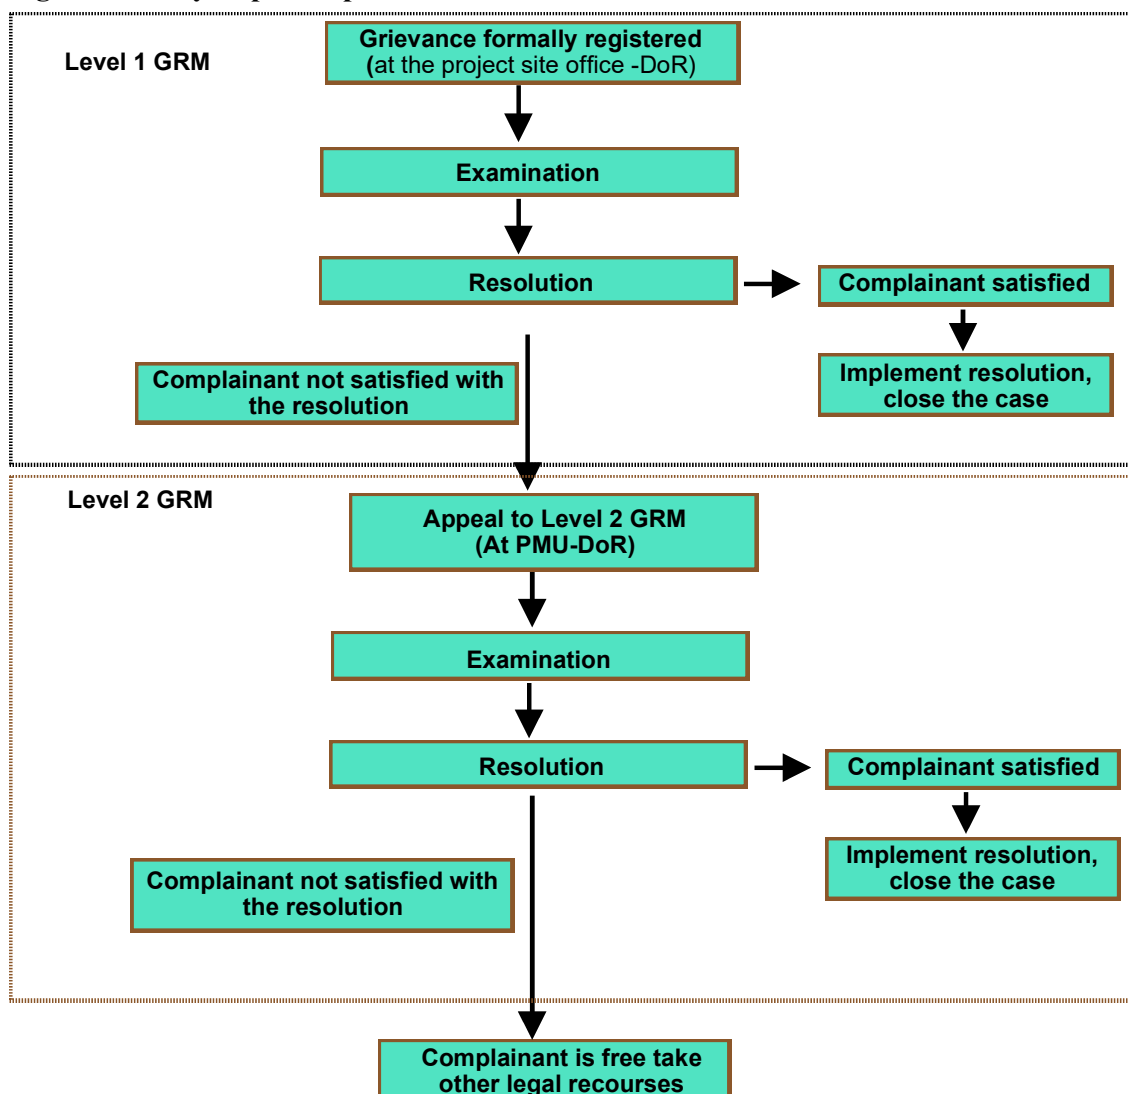 Level 1 GRM
Grievance formally registered
(at the project site office -DoR)
Examination
Resolution
Complainant satisfied
Implement resolution,
close the case
Complainant not satisfied with
the resolution
Level 2 GRM
Appeal to Level 2 GRM
(At PMU-DoR)
Examination
Resolution
Complainant satisfied
Implement resolution,
close the case
Complainant not satisfied with
the resolution
Complainant is free take
other legal recourses